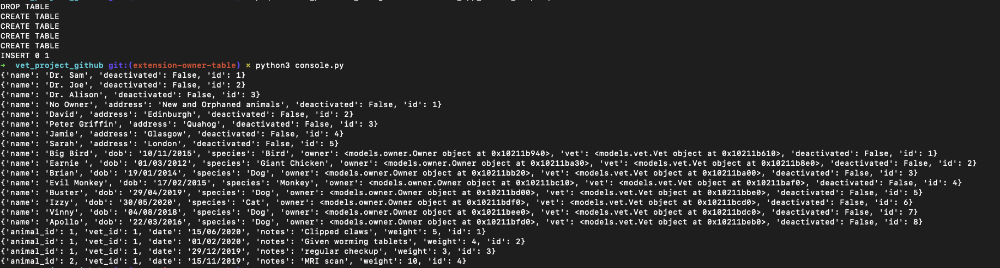 DROP TABLE
CREATE TABLE
CREATE TABLE
CREATE TABLE
CREATE TABLE
INSERT 0 1
→ vet_project_github git:(extension-owner-table) × python3 console.py
{'name': 'Dr. Sam', 'deactivated': False, 'id': 1}
{'name': 'Dr. Joe', 'deactivated': False, 'id': 2}
{'name': 'Dr. Alison', 'deactivated': False, 'id': 3}
{'name': 'No Owner', 'address': 'New and Orphaned animals', 'deactivated': False, 'id': 1}
{'name': 'David', 'address': 'Edinburgh', 'deactivated': False, 'id': 2}
{'name': 'Peter Griffin', 'address': 'Quahog', 'deactivated': False, 'id': 3}
{'name': 'Jamie', 'address': 'Glasgow', 'deactivated': False, 'id': 4}
{'name': 'Sarah', 'address': 'London', 'deactivated': False, 'id': 5}
{'name': 'Big Bird', 'dob': '10/11/2015', 'species': 'Bird', 'owner': <models.owner.Owner object at 0x10211b940>, 'vet': <models.vet.Vet object at 0x10211b610>, 'deactivated': False, 'id': 1}
{'name': 'Earnie ', 'dob': '01/03/2012', 'species': 'Giant Chicken', 'owner': <models.owner.Owner object at 0x10211ba30>, 'vet': <models.vet.Vet object at 0x10211b8e0>, 'deactivated': False, 'id': 2}
{'name': 'Brian', 'dob': '19/01/2014', 'species': 'Dog', 'owner': <models.owner.Owner object at 0x10211bb20>, 'vet': <models.vet.Vet object at 0x10211ba00>, 'deactivated': False, 'id': 3}
{'name': 'Evil Monkey', 'dob': '17/02/2015', 'species': 'Monkey', 'owner': <models.owner.Owner object at 0x10211bc10>, 'vet': <models.vet.Vet object at 0x10211baf0>, 'deactivated': False, 'id': 4}
{'name': 'Buster', 'dob': '29/04/2019', 'species': 'Dog', 'owner': <models.owner.Owner object at 0x10211bd00>, 'vet': <models.vet.Vet object at 0x10211bbe0>, 'deactivated': False, 'id': 5}
{'name': 'Izzy', 'dob': '30/05/2020', 'species': 'Cat', 'owner': <models.owner.Owner object at 0x10211bdf0>, 'vet': <models.vet.Vet object at 0x10211bcd0>, 'deactivated': False, 'id': 6}
{'name': 'Vinny', 'dob': '04/08/2018', 'species': 'Dog', 'owner': <models.owner.Owner object at 0x10211bee0>, 'vet': <models.vet.Vet object at 0x10211bdc0>, 'deactivated': False, 'id': 7}
{'name': 'Apollo', 'dob': '22/03/2016', 'species': 'Dog', 'owner': <models.owner.Owner object at 0x10211bfd0>, 'vet': <models.vet.Vet object at 0x10211beb0>, 'deactivated': False, 'id': 8}
{'animal_id': 1, 'vet_id': 1, 'date': '15/06/2020', 'notes': 'Clipped claws', 'weight': 5, 'id': 1}
{'animal_id': 1, 'vet_id': 1, 'date': '01/02/2020', 'notes': 'Given worming tablets', 'weight': 4, 'id': 2}
{'animal_id': 1, 'vet_id': 1, 'date': '29/12/2019', 'notes': 'regular checkup', 'weight': 3, 'id': 3}
{'animal_id': 2, 'vet_id': 1, 'date': '15/11/2019', 'notes': 'MRI scan', 'weight': 10, 'id': 4}